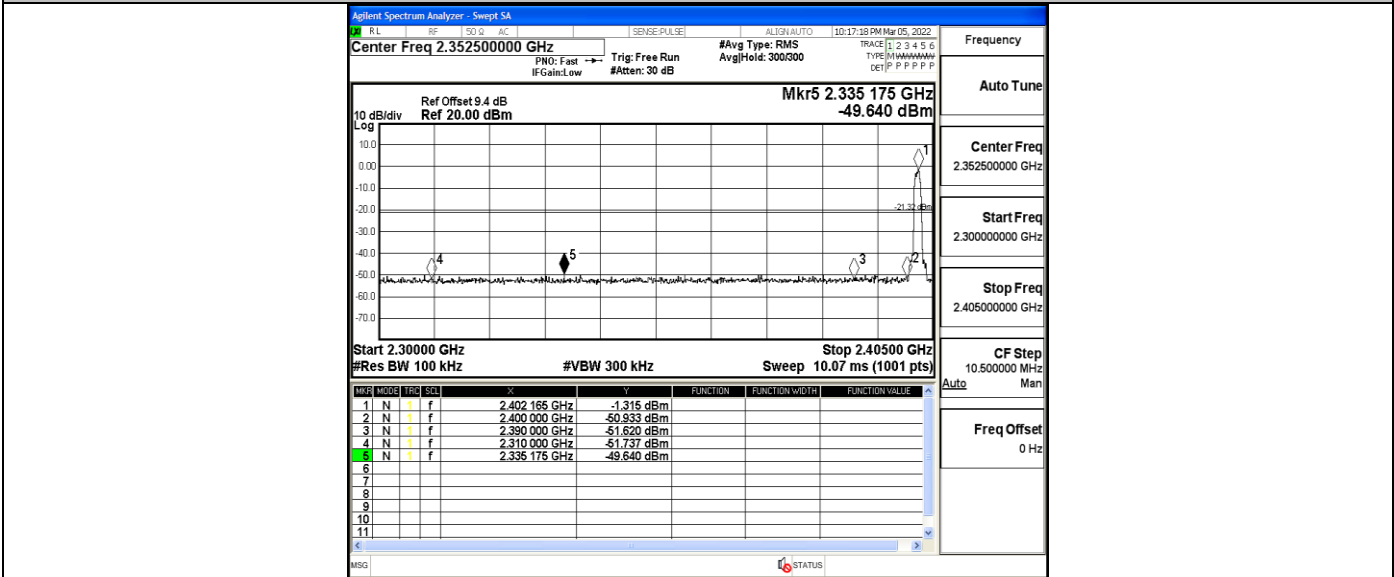 Agilent Spectrum Analyzer - Swept SA
LXI RL RF 50 Ω AC SENSE:PULSE ALIGNAUTO 10:17:18 PM Mar 05, 2022
Center Freq 2.352500000 GHz
PNO: Fast
IFGain:Low
Trig: Free Run
#Atten: 30 dB
#Avg Type: RMS
Avg|Hold: 300/300
TRACE 1 2 3 4 5 6
TYPE M WWWWW
DET P P P P P P
Mkr5 2.335 175 GHz
-49.640 dBm
Ref Offset 9.4 dB
10 dB/div Ref 20.00 dBm
Log
10.0
0.00
-10.0
-20.0
-30.0
-40.0
-50.0
-60.0
-70.0
1
-21.32 dBm
4
5
3
2
Start 2.30000 GHz Stop 2.40500 GHz
#Res BW 100 kHz #VBW 300 kHz Sweep 10.07 ms (1001 pts)
MKR MODE TRC SCL X Y FUNCTION FUNCTION WIDTH FUNCTION VALUE
1 N 1 f 2.402 165 GHz -1.315 dBm
2 N 1 f 2.400 000 GHz -50.933 dBm
3 N 1 f 2.390 000 GHz -51.620 dBm
4 N 1 f 2.310 000 GHz -51.737 dBm
5 N 1 f 2.335 175 GHz -49.640 dBm
6
7
8
9
10
11
MSG STATUS
Frequency
Auto Tune
Center Freq
2.352500000 GHz
Start Freq
2.300000000 GHz
Stop Freq
2.405000000 GHz
CF Step
10.500000 MHz
Auto Man
Freq Offset
0 Hz